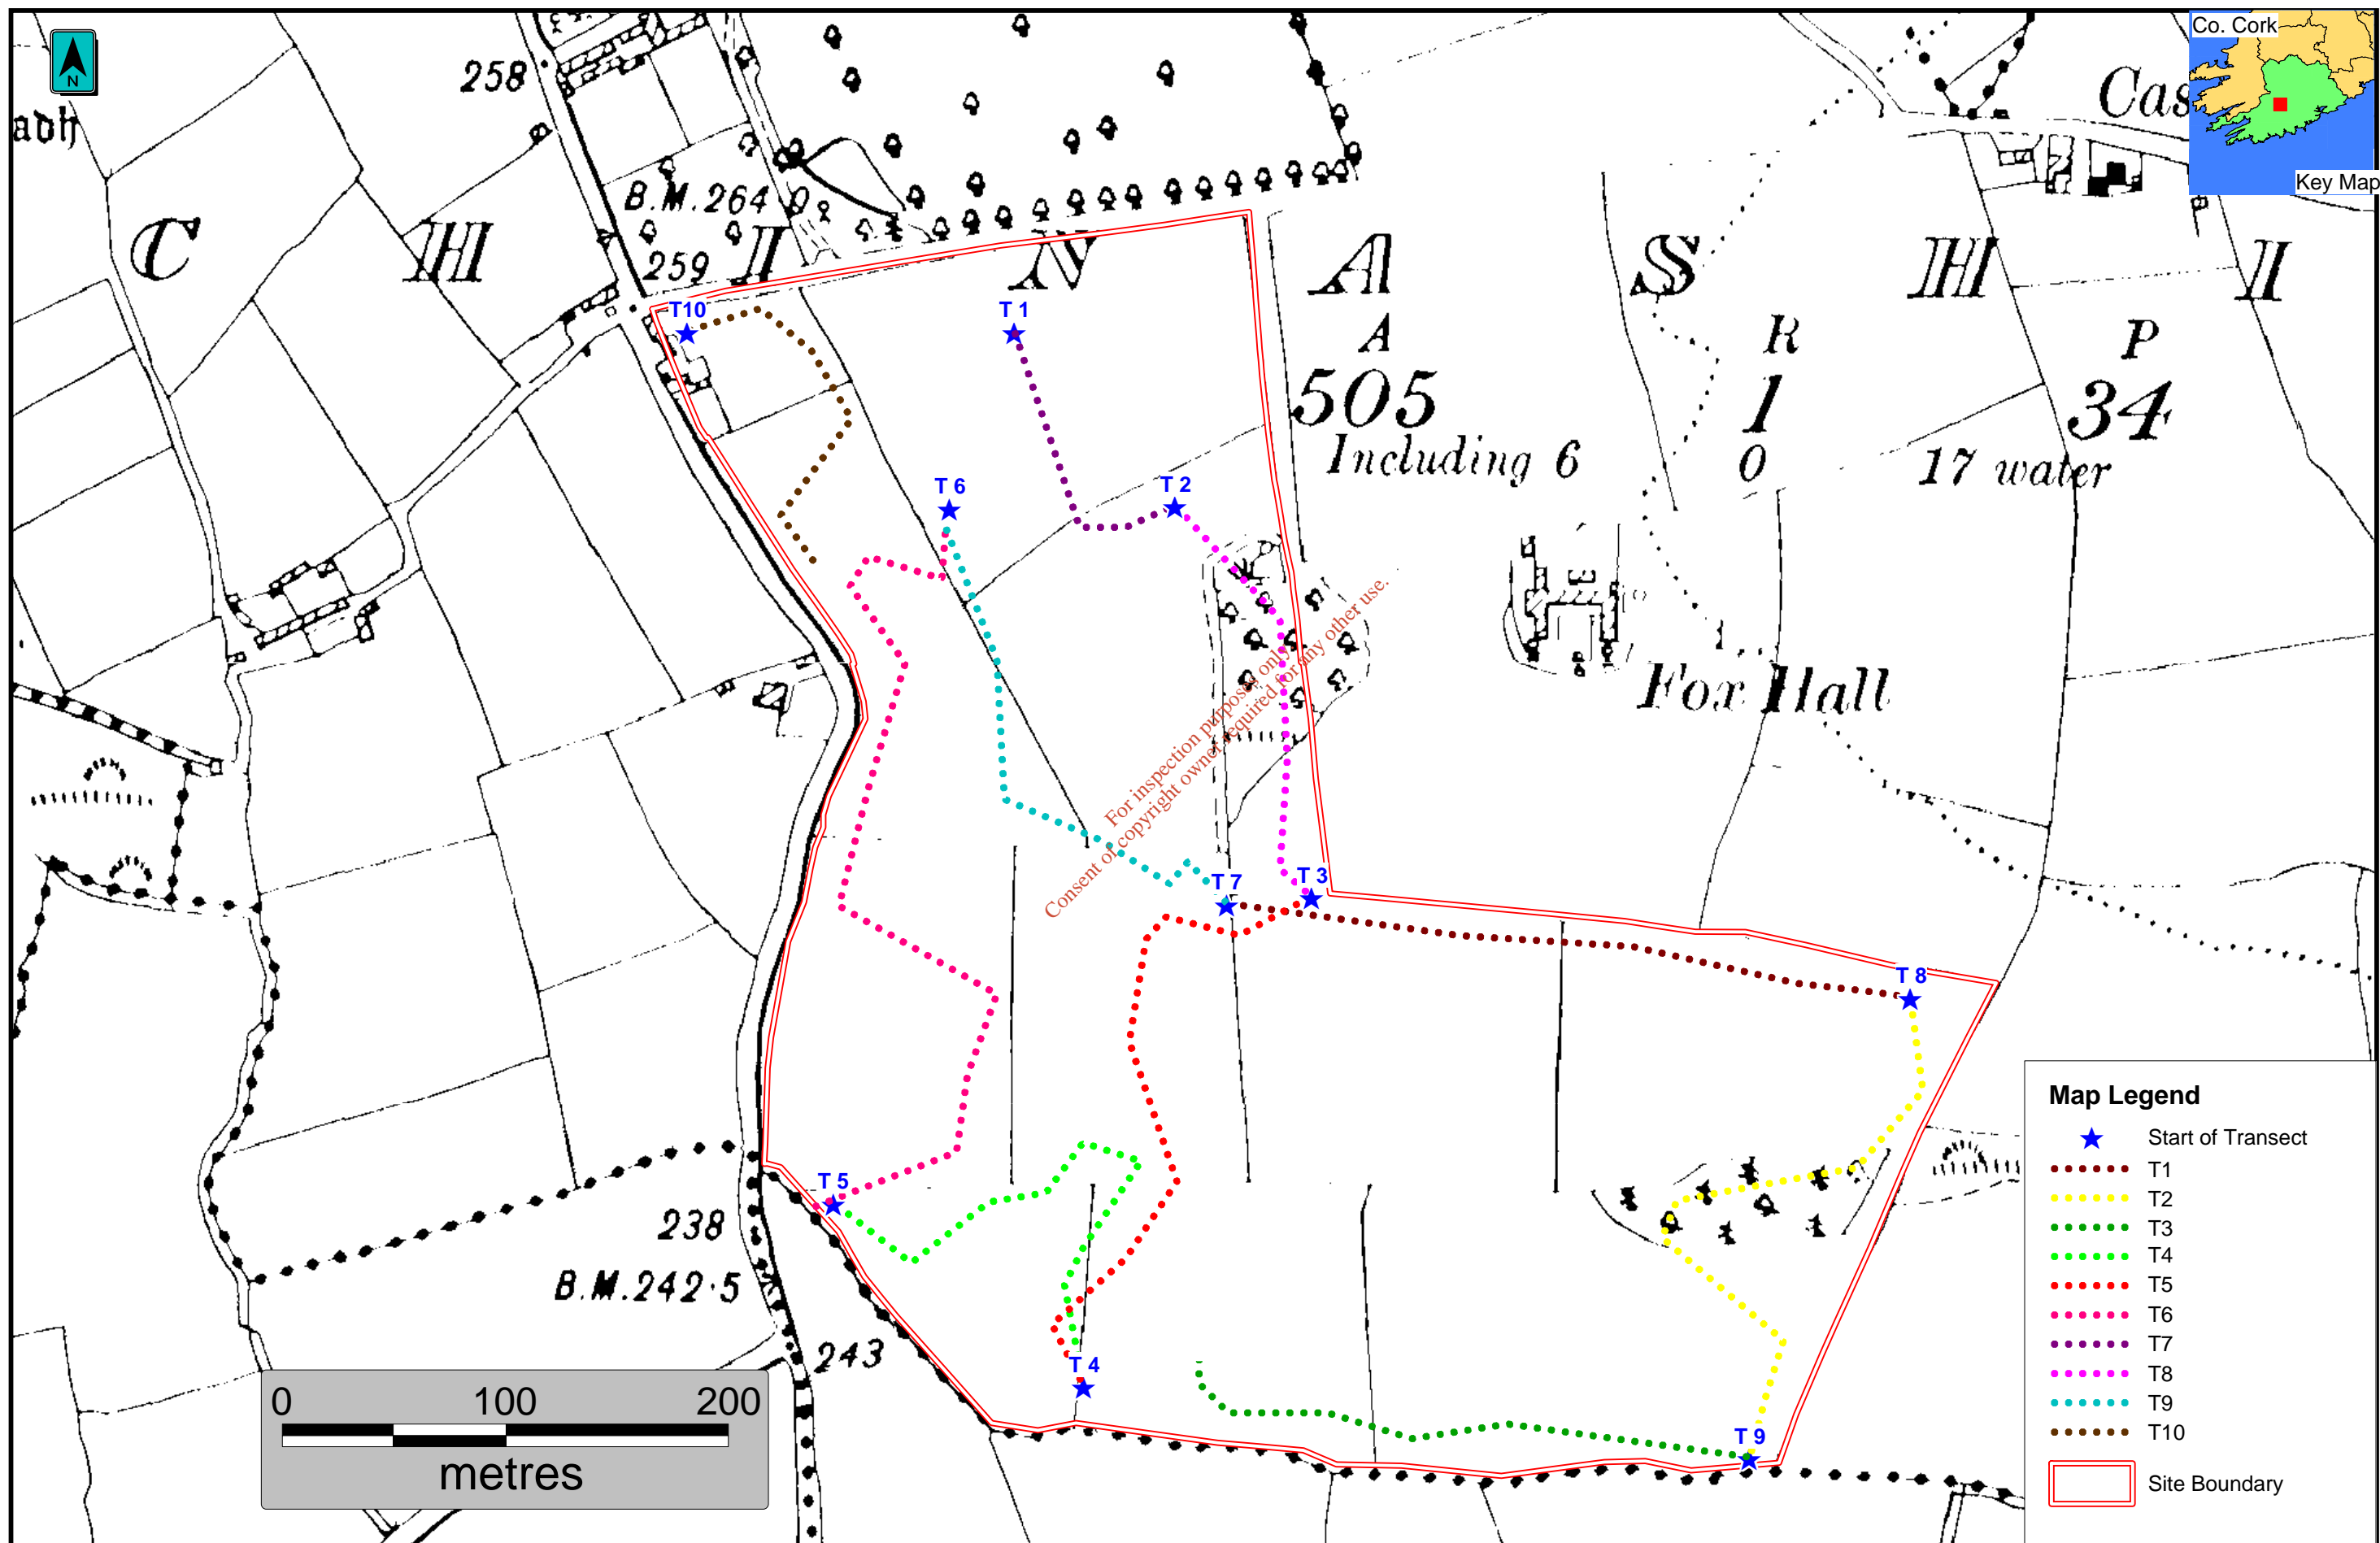 Co. Cork
Key Map
N
258
Cas
adh
B.M.264
259
C H I N A S H I
A R P
505 1 34
Including 6 0 17 water
T10
T 1
T 6
T 2
Fox Hall
For inspection purposes only.
Consent of copyright owner required for any other use.
T 7
T 3
T 8
T 5
238
B.M.242·5
243
T 4
T 9
0 100 200
metres
Map Legend
Start of Transect
T1
T2
T3
T4
T5
T6
T7
T8
T9
T10
Site Boundary